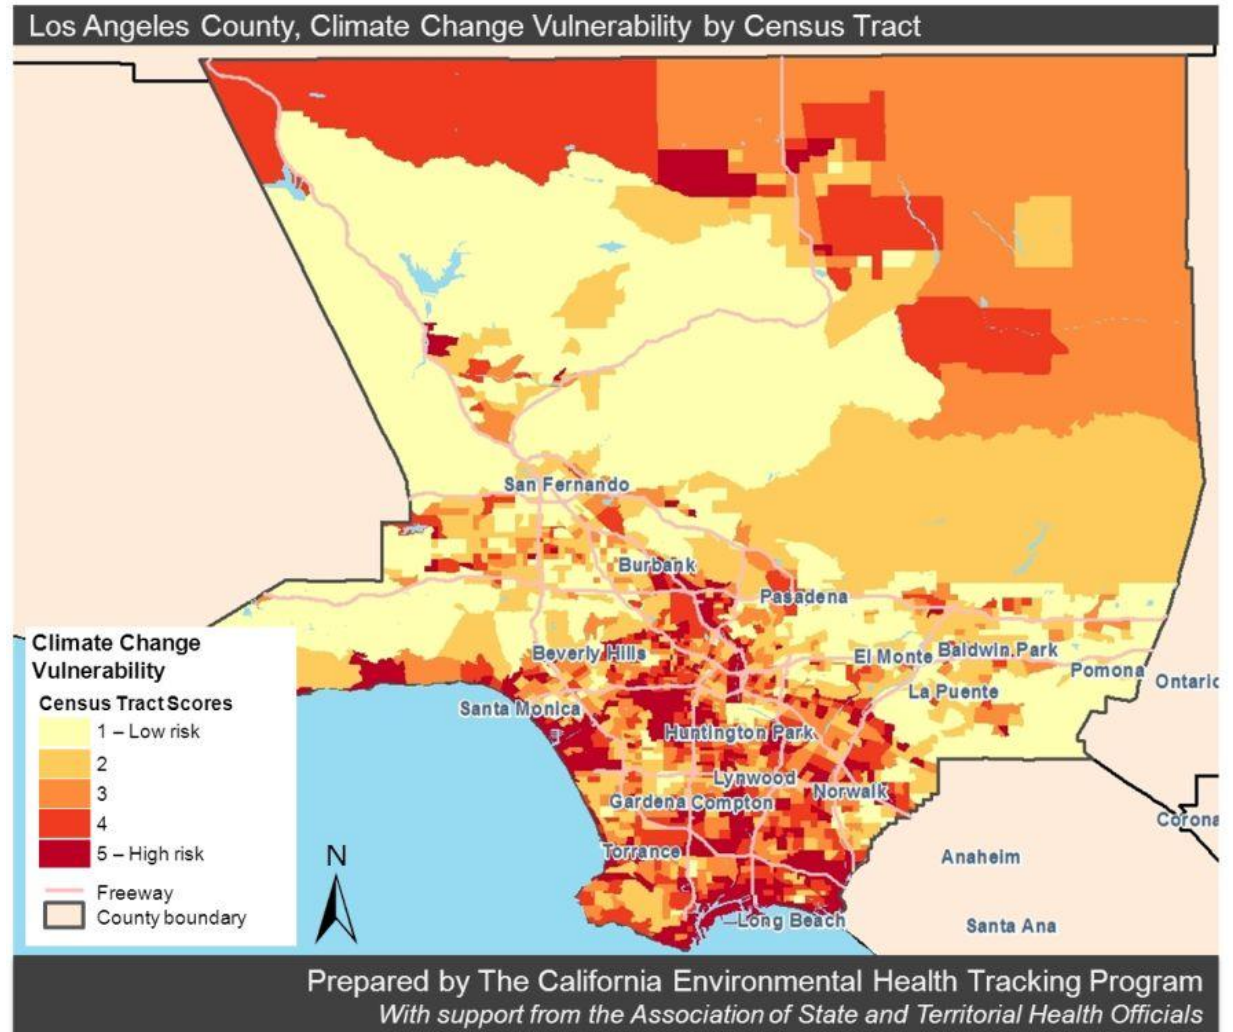 Los Angeles County, Climate Change Vulnerability by Census Tract
San Fernando
Burbank
Pasadena
Beverly Hills
El Monte
Baldwin Park
Pomona
Ontario
La Puente
Santa Monica
Huntington Park
Lynwood
Norwalk
Gardena
Compton
Corona
Torrance
Anaheim
Long Beach
Santa Ana
Climate Change
Vulnerability
Census Tract Scores
1 – Low risk
2
3
4
5 – High risk
Freeway
County boundary
N
Prepared by The California Environmental Health Tracking Program
With support from the Association of State and Territorial Health Officials